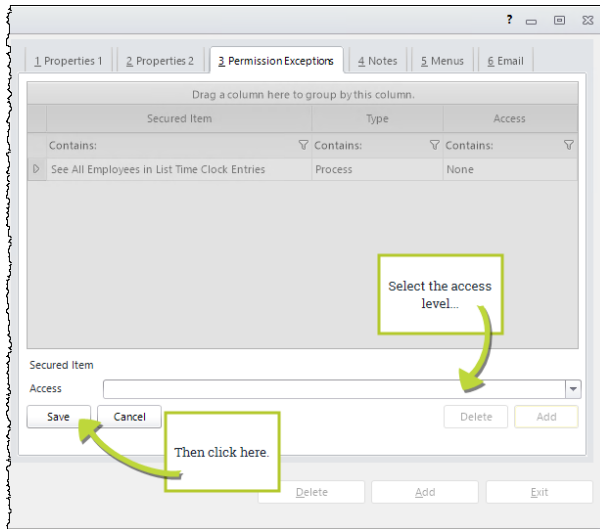 ?
1 Properties 1 2 Properties 2 3 Permission Exceptions 4 Notes 5 Menus 6 Email
Drag a column here to group by this column.
Secured Item Type Access
Contains: Contains: Contains:
See All Employees in List Time Clock Entries Process None
Select the access
level...
Secured Item
Access
Save Cancel Delete Add
Then click here.
Delete Add Exit